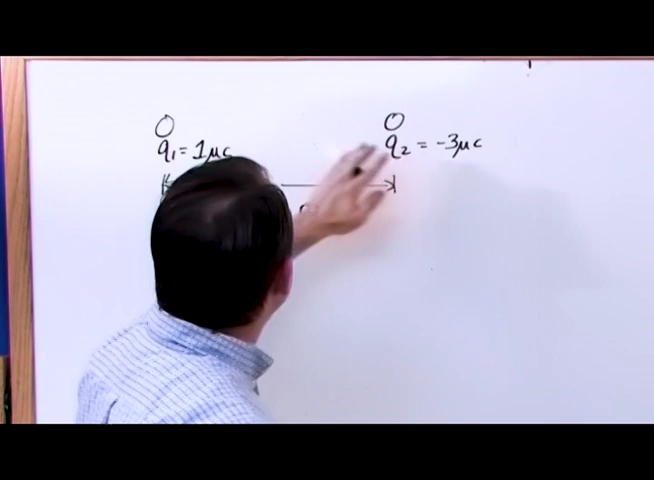 q₁ = 1μc
q₂ = -3μc